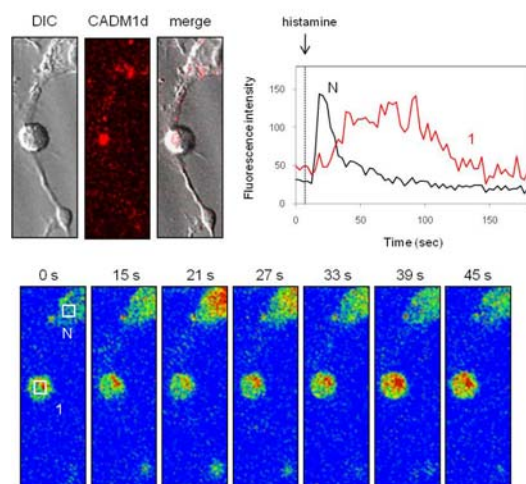 DIC CADM1d merge
histamine
Fluorescence intensity
150
100
50
0
N
1
0 50 100 150
Time (sec)
0 s 15 s 21 s 27 s 33 s 39 s 45 s
N
1